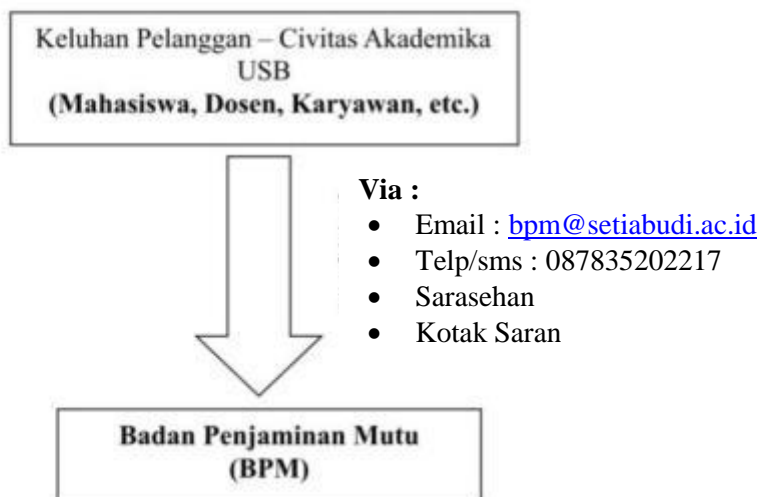 Keluhan Pelanggan – Civitas Akademika
USB
(Mahasiswa, Dosen, Karyawan, etc.)
Via :
• Email : bpm@setiabudi.ac.id
• Telp/sms : 087835202217
• Sarasehan
• Kotak Saran
Badan Penjaminan Mutu
(BPM)